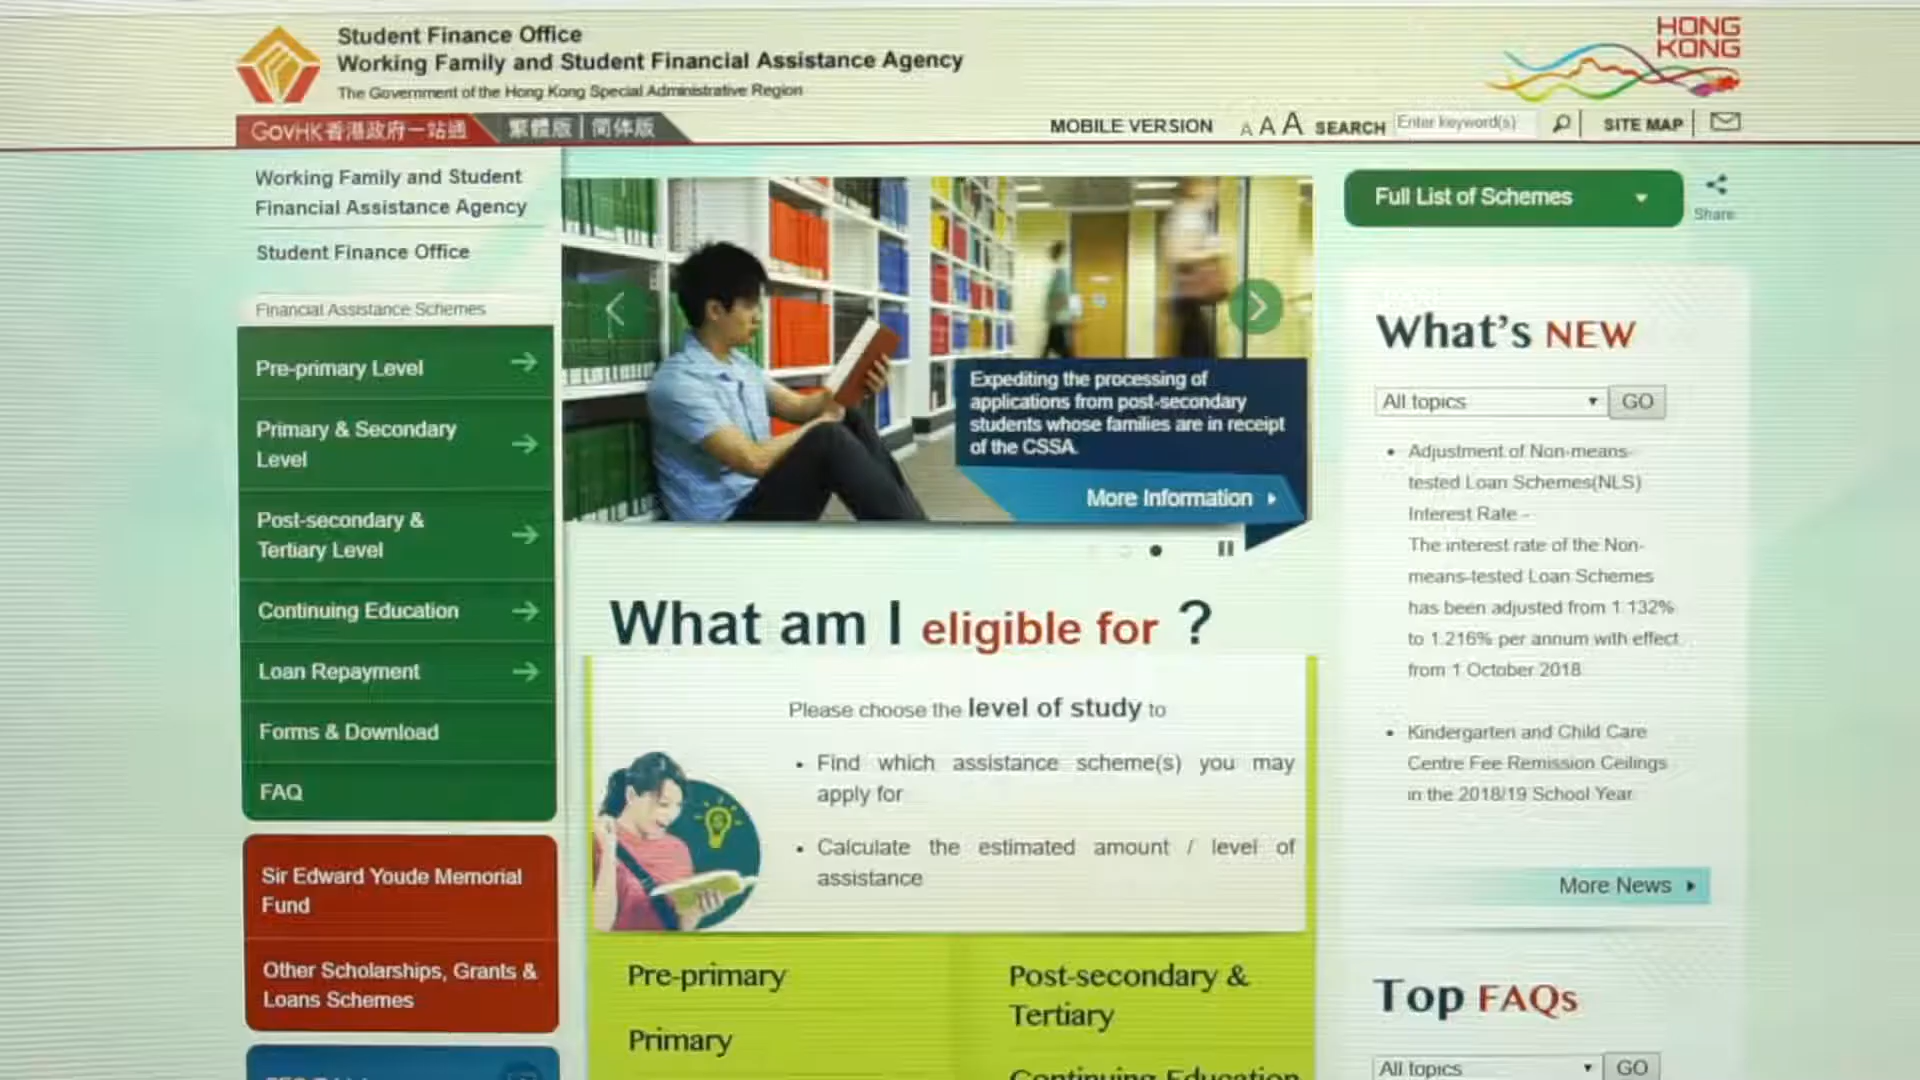 Student Finance Office
Working Family and Student Financial Assistance Agency
The Government of the Hong Kong Special Administrative Region
HONG
KONG
GOVHK香港政府一站通
繁體版 | 简体版
MOBILE VERSION
A A A
SEARCH
Enter keyword(s)
SITE MAP
Working Family and Student
Financial Assistance Agency
Student Finance Office
Financial Assistance Schemes
Pre-primary Level
Primary & Secondary
Level
Post-secondary &
Tertiary Level
Continuing Education
Loan Repayment
Forms & Download
FAQ
Sir Edward Youde Memorial
Fund
Other Scholarships, Grants &
Loans Schemes
Expediting the processing of
applications from post-secondary
students whose families are in receipt
of the CSSA.
More Information
What am I eligible for ?
Please choose the level of study to
• Find which assistance scheme(s) you may
apply for
• Calculate the estimated amount / level of
assistance
Pre-primary
Primary
Post-secondary &
Tertiary
Continuing Education
Full List of Schemes
Share
What's NEW
All topics
GO
• Adjustment of Non-means-
tested Loan Schemes(NLS)
Interest Rate -
The interest rate of the Non-
means-tested Loan Schemes
has been adjusted from 1.132%
to 1.216% per annum with effect
from 1 October 2018
• Kindergarten and Child Care
Centre Fee Remission Ceilings
in the 2018/19 School Year
More News
Top FAQs
All topics
GO